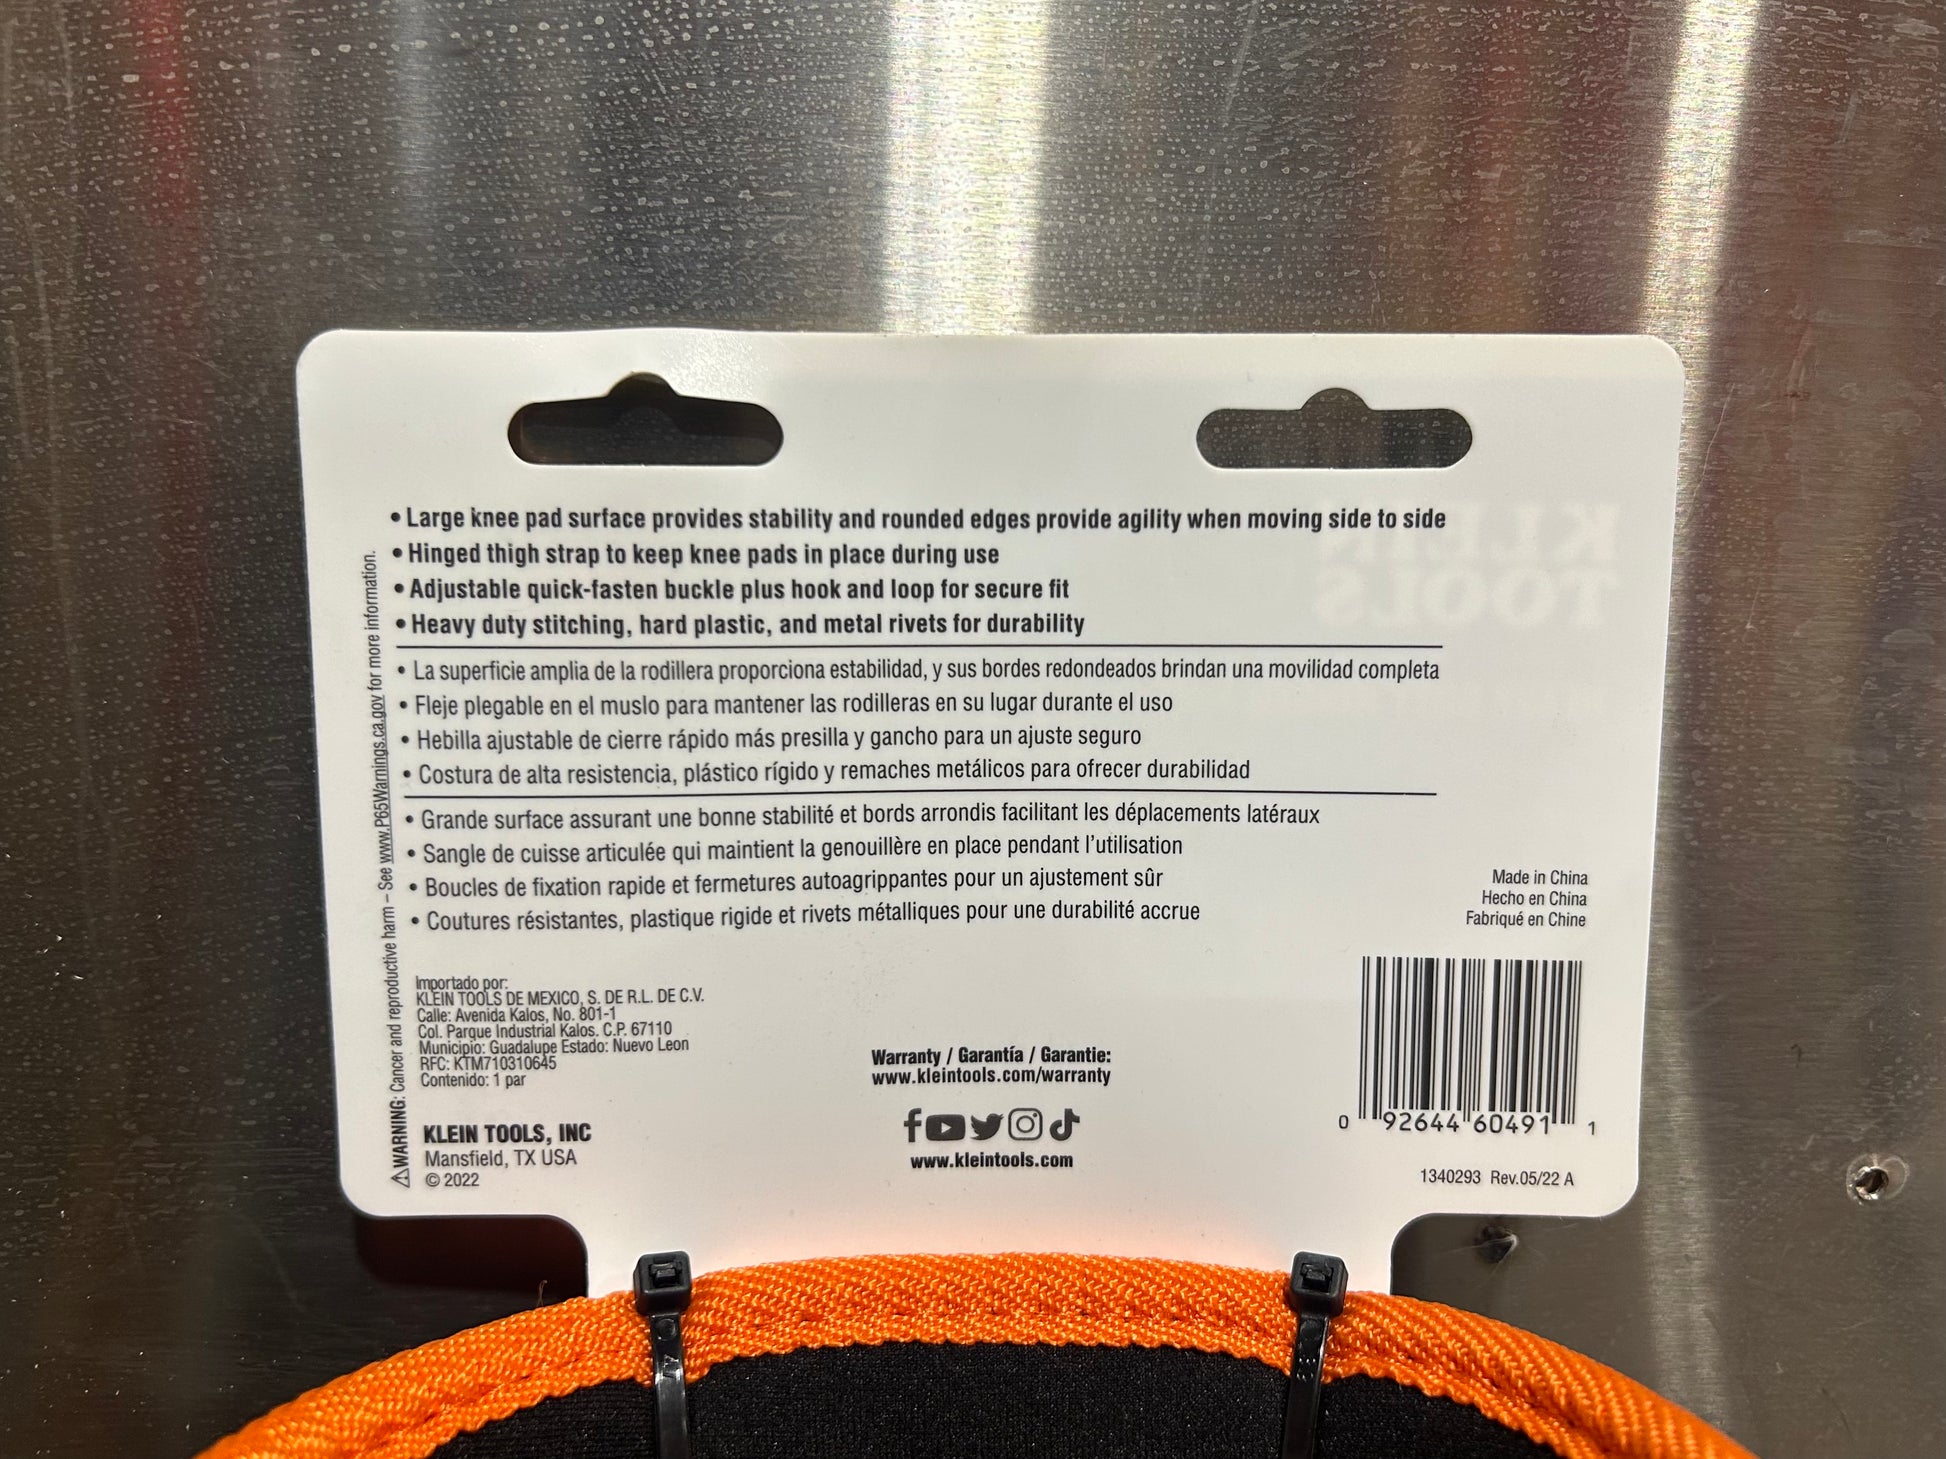 • Large knee pad surface provides stability and rounded edges provide agility when moving side to side
• Hinged thigh strap to keep knee pads in place during use
• Adjustable quick-fasten buckle plus hook and loop for secure fit
• Heavy duty stitching, hard plastic, and metal rivets for durability
• La superficie amplia de la rodillera proporciona estabilidad, y sus bordes redondeados brindan una movilidad completa
• Fleje plegable en el muslo para mantener las rodilleras en su lugar durante el uso
• Hebilla ajustable de cierre rápido más presilla y gancho para un ajuste seguro
• Costura de alta resistencia, plástico rígido y remaches metálicos para ofrecer durabilidad
• Grande surface assurant une bonne stabilité et bords arrondis facilitant les déplacements latéraux
• Sangle de cuisse articulée qui maintient la genouillère en place pendant l'utilisation
• Boucles de fixation rapide et fermetures autoagrippantes pour un ajustement sûr
• Coutures résistantes, plastique rigide et rivets métalliques pour une durabilité accrue
⚠WARNING: Cancer and reproductive harm – See www.P65Warnings.ca.gov for more information.
Made in China
Hecho en China
Fabriqué en Chine
Importado por:
KLEIN TOOLS DE MEXICO, S. DE R.L. DE C.V.
Calle: Avenida Kalos, No. 801-1
Col. Parque Industrial Kalos. C.P. 67110
Municipio: Guadalupe Estado: Nuevo Leon
RFC: KTM710310645
Contenido: 1 par
KLEIN TOOLS, INC
Mansfield, TX USA
© 2022
Warranty / Garantía / Garantie:
www.kleintools.com/warranty
www.kleintools.com
0 92644 60491 1
1340293 Rev.05/22 A
KLEIN
TOOLS